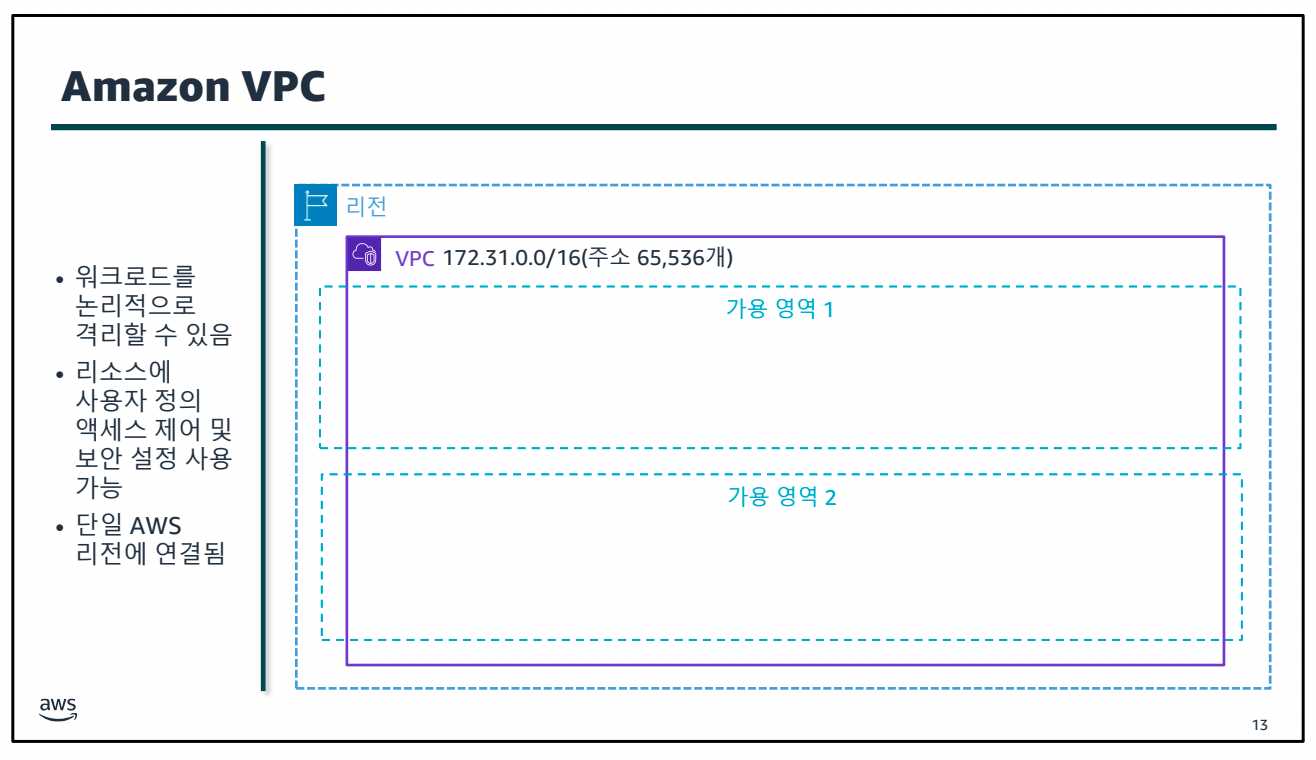 Amazon VPC
• 워크로드를
논리적으로
격리할 수 있음
• 리소스에
사용자 정의
액세스 제어 및
보안 설정 사용
가능
• 단일 AWS
리전에 연결됨
리전
VPC 172.31.0.0/16(주소 65,536개)
가용 영역 1
가용 영역 2
aws
13